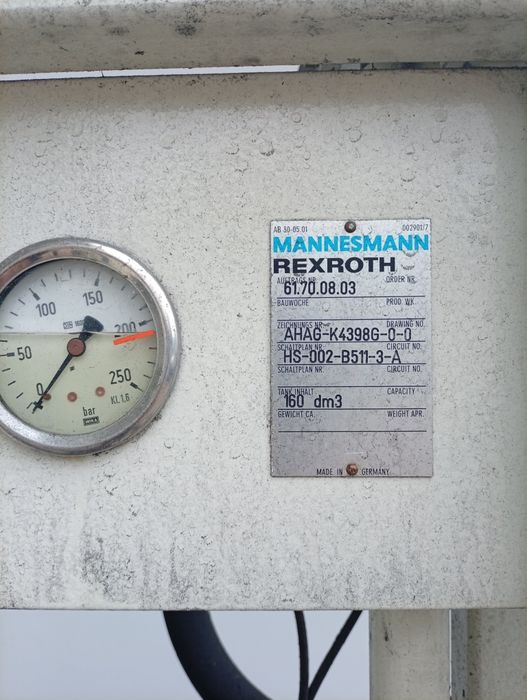 AB 30-05.01 002901/7
MANNESMANN
REXROTH
AUFTRAGS NR. ORDER NR.
61.70.08.03
BAUWOCHE PROD. WK.
ZEICHNUNGS NR. DRAWING NO.
AHAG-K4398G-0-0
SCHALTPLAN NR. CIRCUIT NO.
HS-002-B511-3-A
SCHALTPLAN NR. CIRCUIT NO.
TANK INHALT CAPACITY
160 dm3
GEWICHT CA. WEIGHT APR.
MADE IN GERMANY
0
50
100
150
200
250
bar
KL.1,6